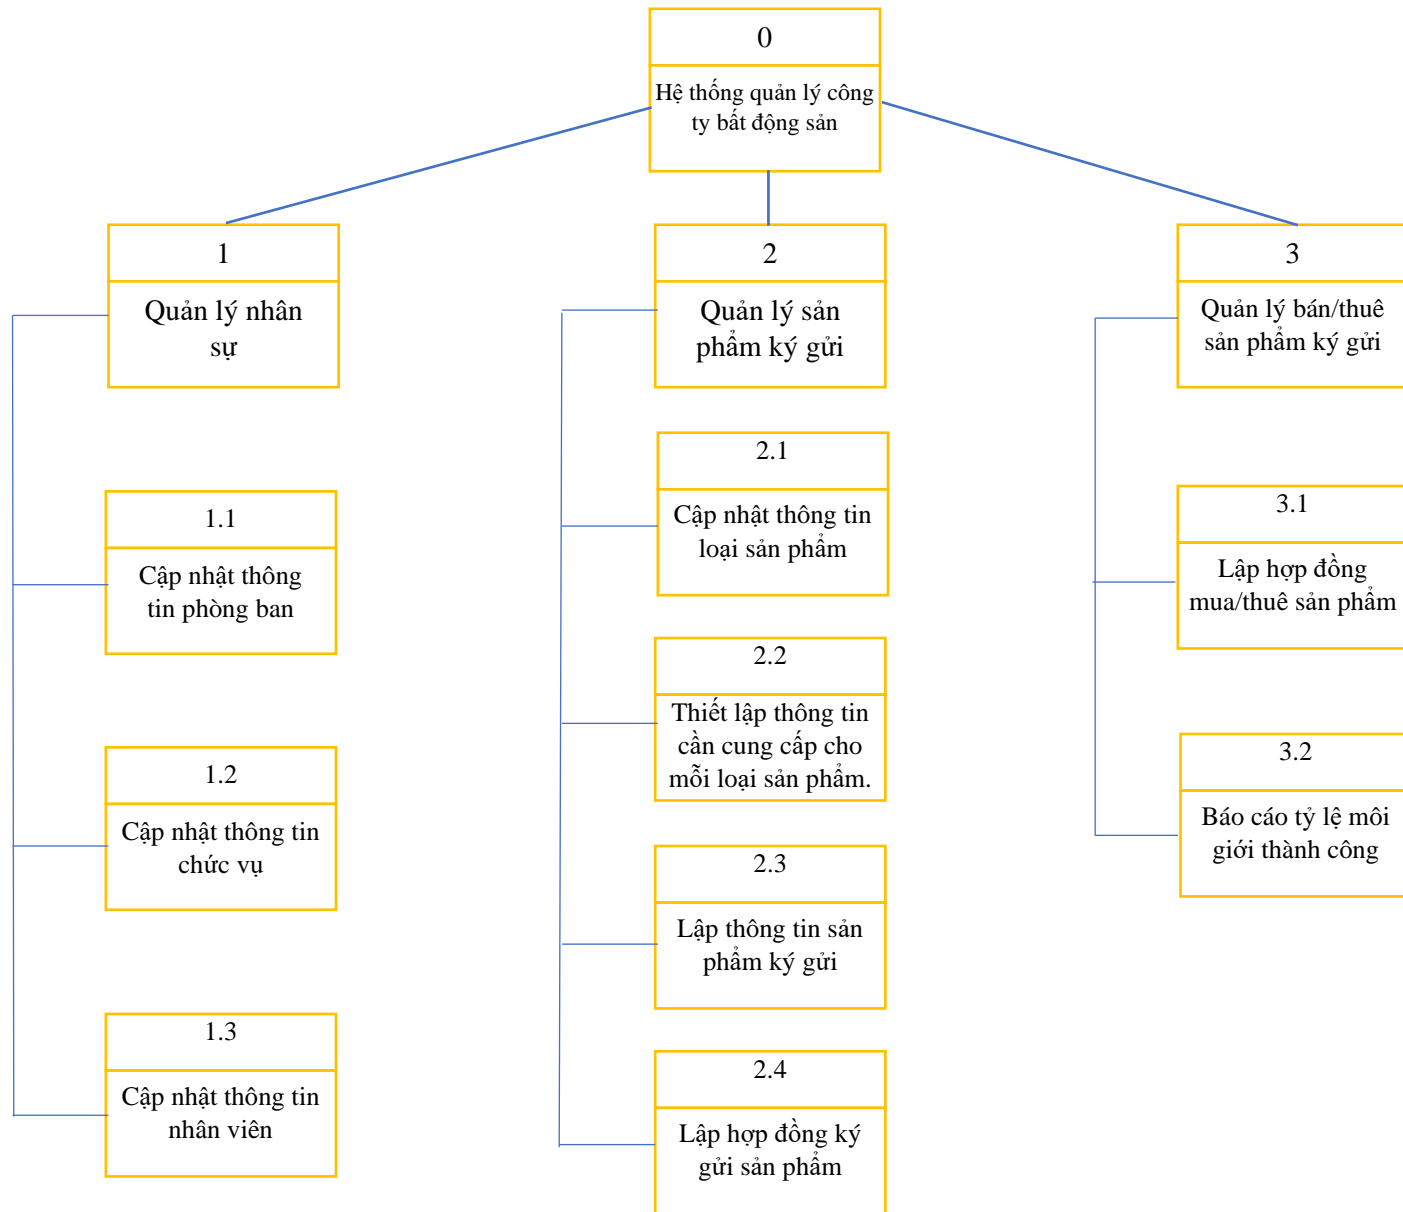 0
Hệ thống quản lý công
ty bất động sản
1
Quản lý nhân
sự
1.1
Cập nhật thông
tin phòng ban
1.2
Cập nhật thông tin
chức vụ
1.3
Cập nhật thông tin
nhân viên
2
Quản lý sản
phẩm ký gửi
2.1
Cập nhật thông tin
loại sản phẩm
2.2
Thiết lập thông tin
cần cung cấp cho
mỗi loại sản phẩm.
2.3
Lập thông tin sản
phẩm ký gửi
2.4
Lập hợp đồng ký
gửi sản phẩm
3
Quản lý bán/thuê
sản phẩm ký gửi
3.1
Lập hợp đồng
mua/thuê sản phẩm
3.2
Báo cáo tỷ lệ môi
giới thành công